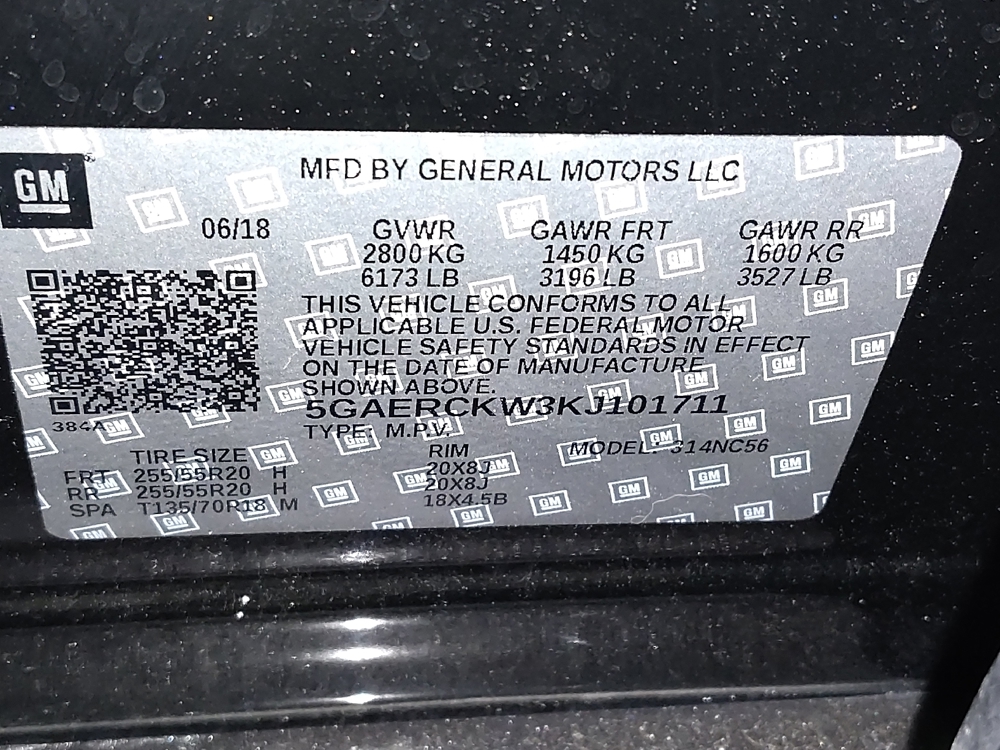 GM
MFD BY GENERAL MOTORS LLC
06/18 GVWR GAWR FRT GAWR RR
2800 KG 1450 KG 1600 KG
6173 LB 3196 LB 3527 LB
THIS VEHICLE CONFORMS TO ALL
APPLICABLE U.S. FEDERAL MOTOR
VEHICLE SAFETY STANDARDS IN EFFECT
ON THE DATE OF MANUFACTURE
SHOWN ABOVE.
5GAERCKW3KJ101711
384A
TYPE: M.P.V. MODEL: 314NC56
TIRE SIZE RIM
FRT 255/55R20 H 20X8J
RR 255/55R20 H 20X8J
SPA T135/70R18 M 18X4.5B